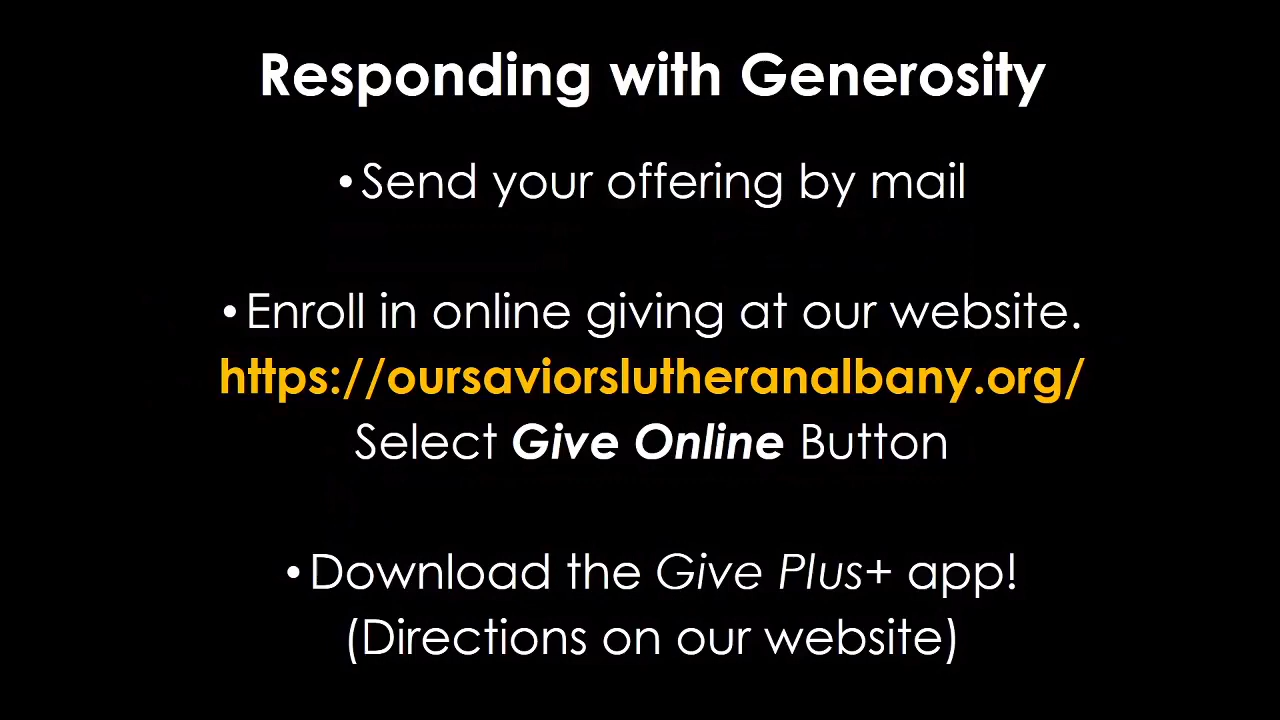 Responding with Generosity
•Send your offering by mail
•Enroll in online giving at our website.
https://oursaviorslutheranalbany.org/
Select Give Online Button
•Download the Give Plus+ app!
(Directions on our website)